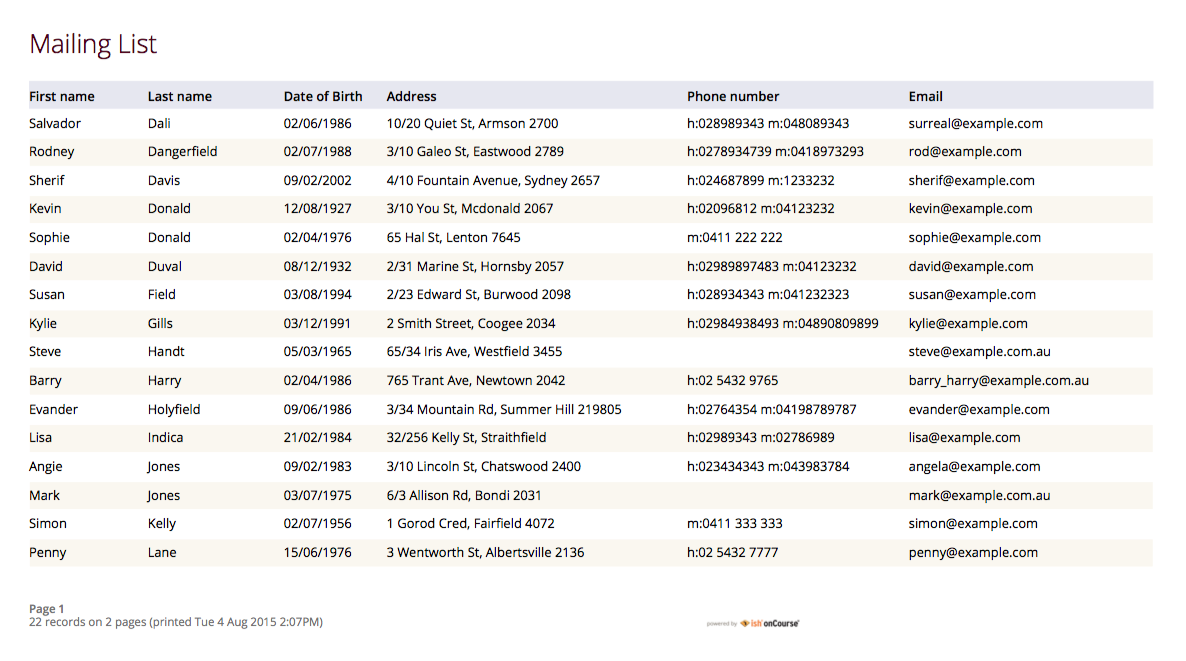 Mailing List
First name Last name Date of Birth Address Phone number Email
Salvador Dali 02/06/1986 10/20 Quiet St, Armson 2700 h:028989343 m:048089343 surreal@example.com
Rodney Dangerfield 02/07/1988 3/10 Galeo St, Eastwood 2789 h:0278934739 m:0418973293 rod@example.com
Sherif Davis 09/02/2002 4/10 Fountain Avenue, Sydney 2657 h:024687899 m:1233232 sherif@example.com
Kevin Donald 12/08/1927 3/10 You St, Mcdonald 2067 h:02096812 m:04123232 kevin@example.com
Sophie Donald 02/04/1976 65 Hal St, Lenton 7645 m:0411 222 222 sophie@example.com
David Duval 08/12/1932 2/31 Marine St, Hornsby 2057 h:02989897483 m:04123232 david@example.com
Susan Field 03/08/1994 2/23 Edward St, Burwood 2098 h:028934343 m:041232323 susan@example.com
Kylie Gills 03/12/1991 2 Smith Street, Coogee 2034 h:02984938493 m:04890809899 kylie@example.com
Steve Handt 05/03/1965 65/34 Iris Ave, Westfield 3455 steve@example.com.au
Barry Harry 02/04/1986 765 Trant Ave, Newtown 2042 h:02 5432 9765 barry_harry@example.com.au
Evander Holyfield 09/06/1986 3/34 Mountain Rd, Summer Hill 219805 h:02764354 m:04198789787 evander@example.com
Lisa Indica 21/02/1984 32/256 Kelly St, Straithfield h:02989343 m:02786989 lisa@example.com
Angie Jones 09/02/1983 3/10 Lincoln St, Chatswood 2400 h:023434343 m:043983784 angela@example.com
Mark Jones 03/07/1975 6/3 Allison Rd, Bondi 2031 mark@example.com.au
Simon Kelly 02/07/1956 1 Gorod Cred, Fairfield 4072 m:0411 333 333 simon@example.com
Penny Lane 15/06/1976 3 Wentworth St, Albertsville 2136 h:02 5432 7777 penny@example.com
Page 1
22 records on 2 pages (printed Tue 4 Aug 2015 2:07PM)
powered by ish onCourse